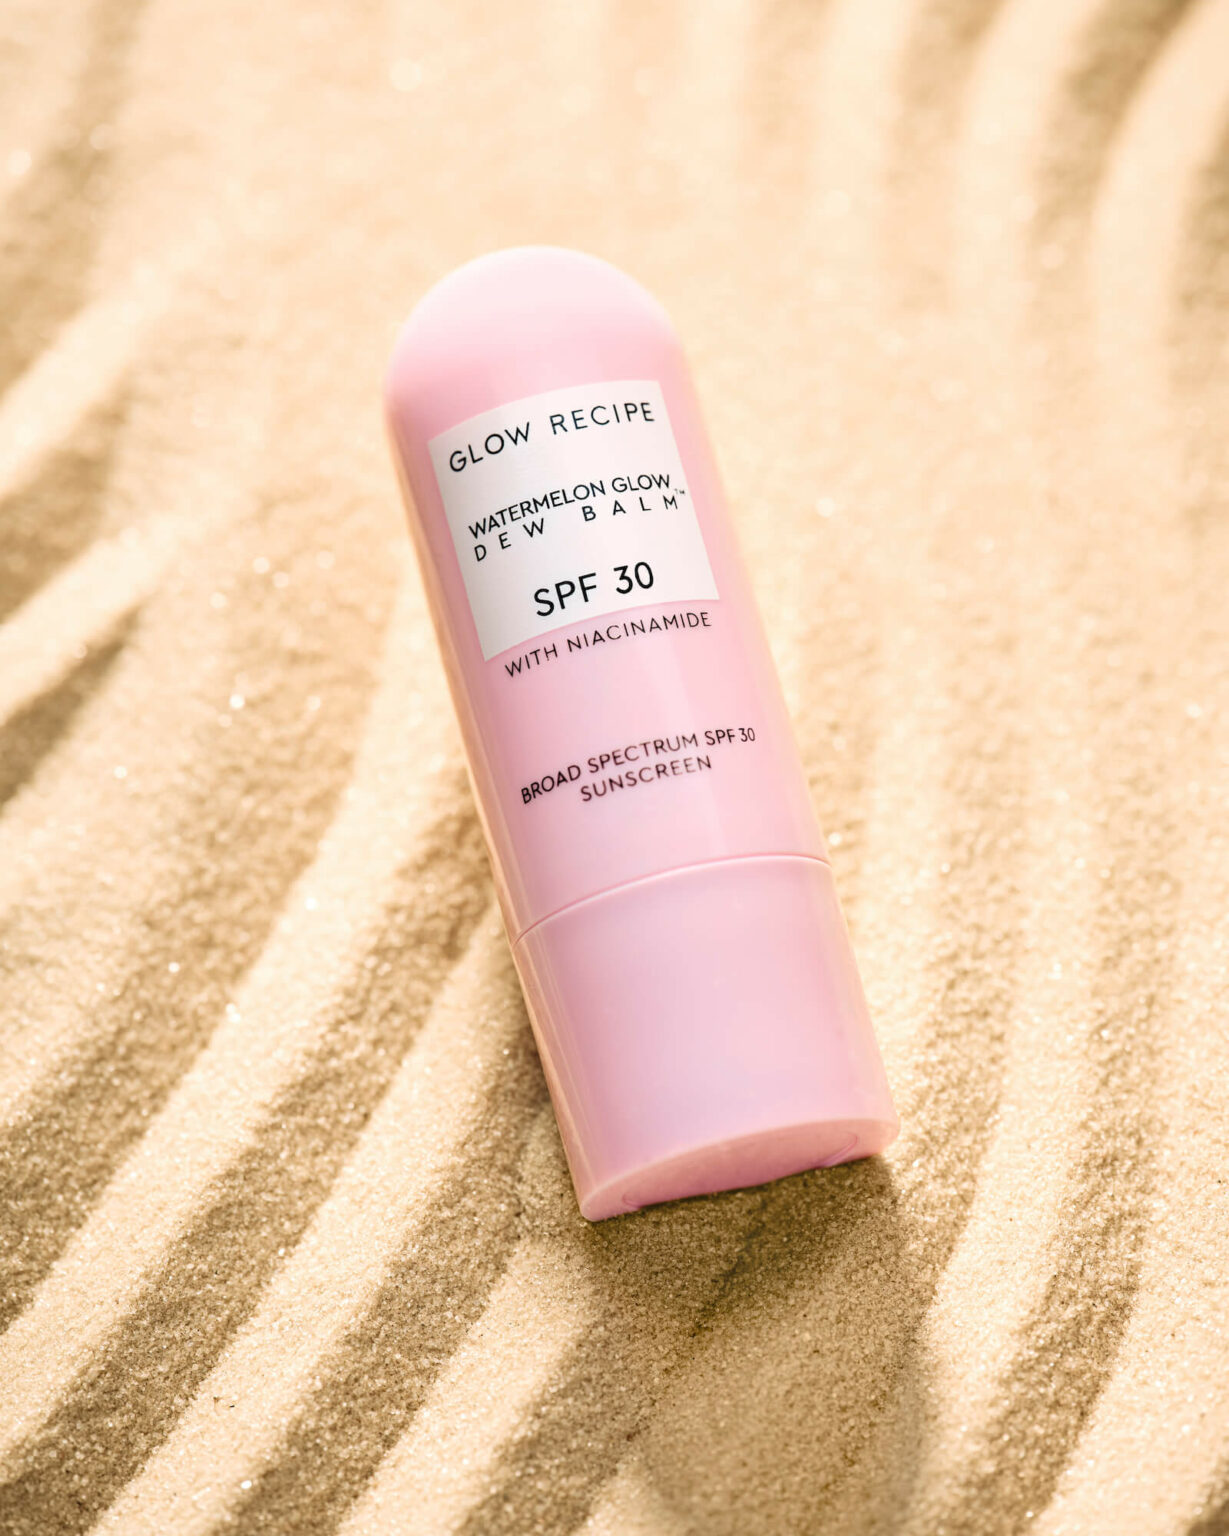 GLOW RECIPE
WATERMELON GLOW
DEW BALM™
SPF 30
WITH NIACINAMIDE
BROAD SPECTRUM SPF 30
SUNSCREEN